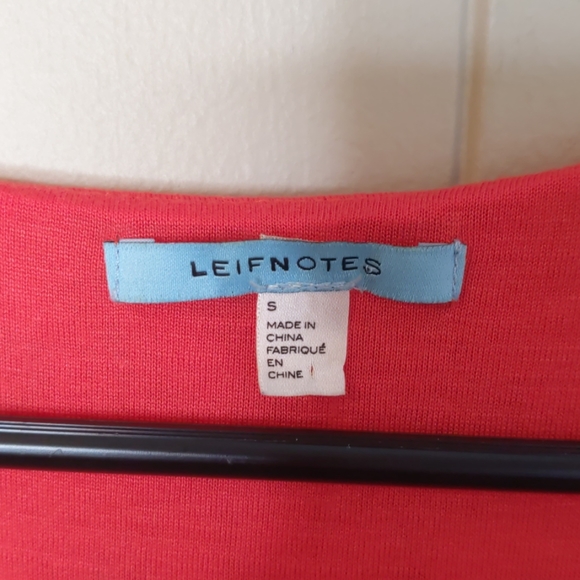 LEIFNOTES
S
MADE IN
CHINA
FABRIQUÉ
EN
CHINE